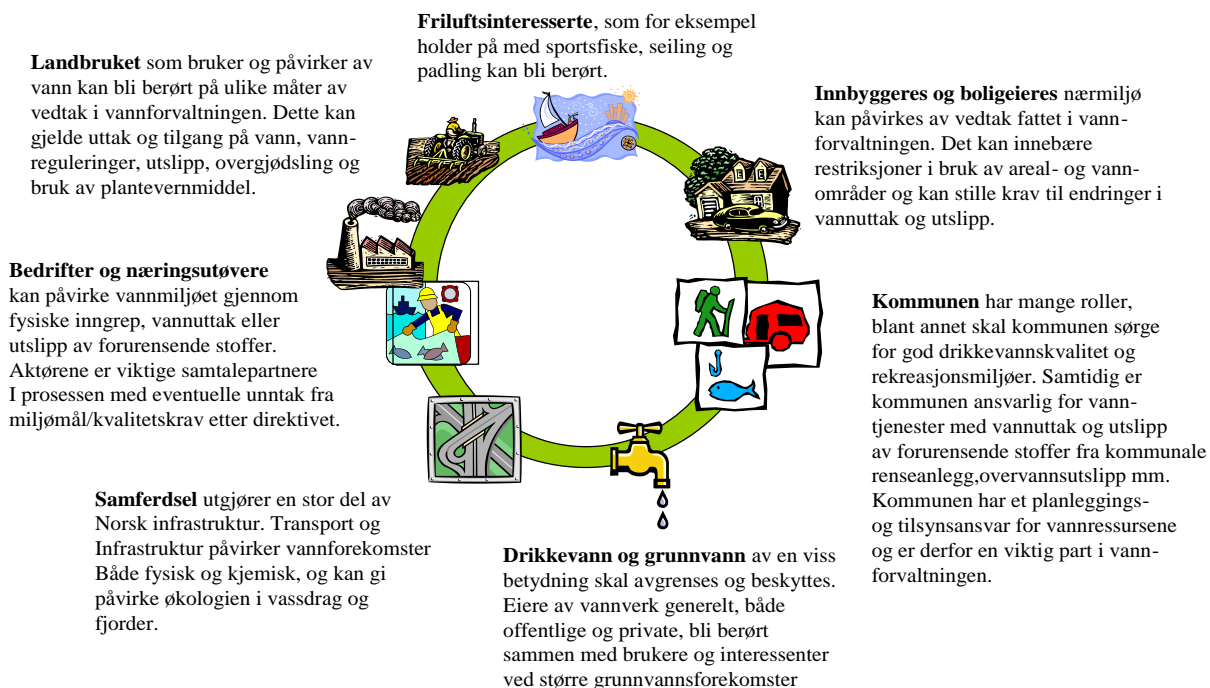 Friluftsinteresserte, som for eksempel
holder på med sportsfiske, seiling og
padling kan bli berørt.
Landbruket som bruker og påvirker av
vann kan bli berørt på ulike måter av
vedtak i vannforvaltningen. Dette kan
gjelde uttak og tilgang på vann, vann-
reguleringer, utslipp, overgjødsling og
bruk av plantevernmiddel.
Innbyggeres og boligeieres nærmiljø
kan påvirkes av vedtak fattet i vann-
forvaltningen. Det kan innebære
restriksjoner i bruk av areal- og vann-
områder og kan stille krav til endringer i
vannuttak og utslipp.
Bedrifter og næringsutøvere
kan påvirke vannmiljøet gjennom
fysiske inngrep, vannuttak eller
utslipp av forurensende stoffer.
Aktørene er viktige samtalepartnere
I prosessen med eventuelle unntak fra
miljømål/kvalitetskrav etter direktivet.
Kommunen har mange roller,
blant annet skal kommunen sørge
for god drikkevannskvalitet og
rekreasjonsmiljøer. Samtidig er
kommunen ansvarlig for vann-
tjenester med vannuttak og utslipp
av forurensende stoffer fra kommunale
renseanlegg,overvannsutslipp mm.
Kommunen har et planleggings-
og tilsynsansvar for vannressursene
og er derfor en viktig part i vann-
forvaltningen.
Samferdsel utgjører en stor del av
Norsk infrastruktur. Transport og
Infrastruktur påvirker vannforekomster
Både fysisk og kjemisk, og kan gi
påvirke økologien i vassdrag og
fjorder.
Drikkevann og grunnvann av en viss
betydning skal avgrenses og beskyttes.
Eiere av vannverk generelt, både
offentlige og private, bli berørt
sammen med brukere og interessenter
ved større grunnvannsforekomster